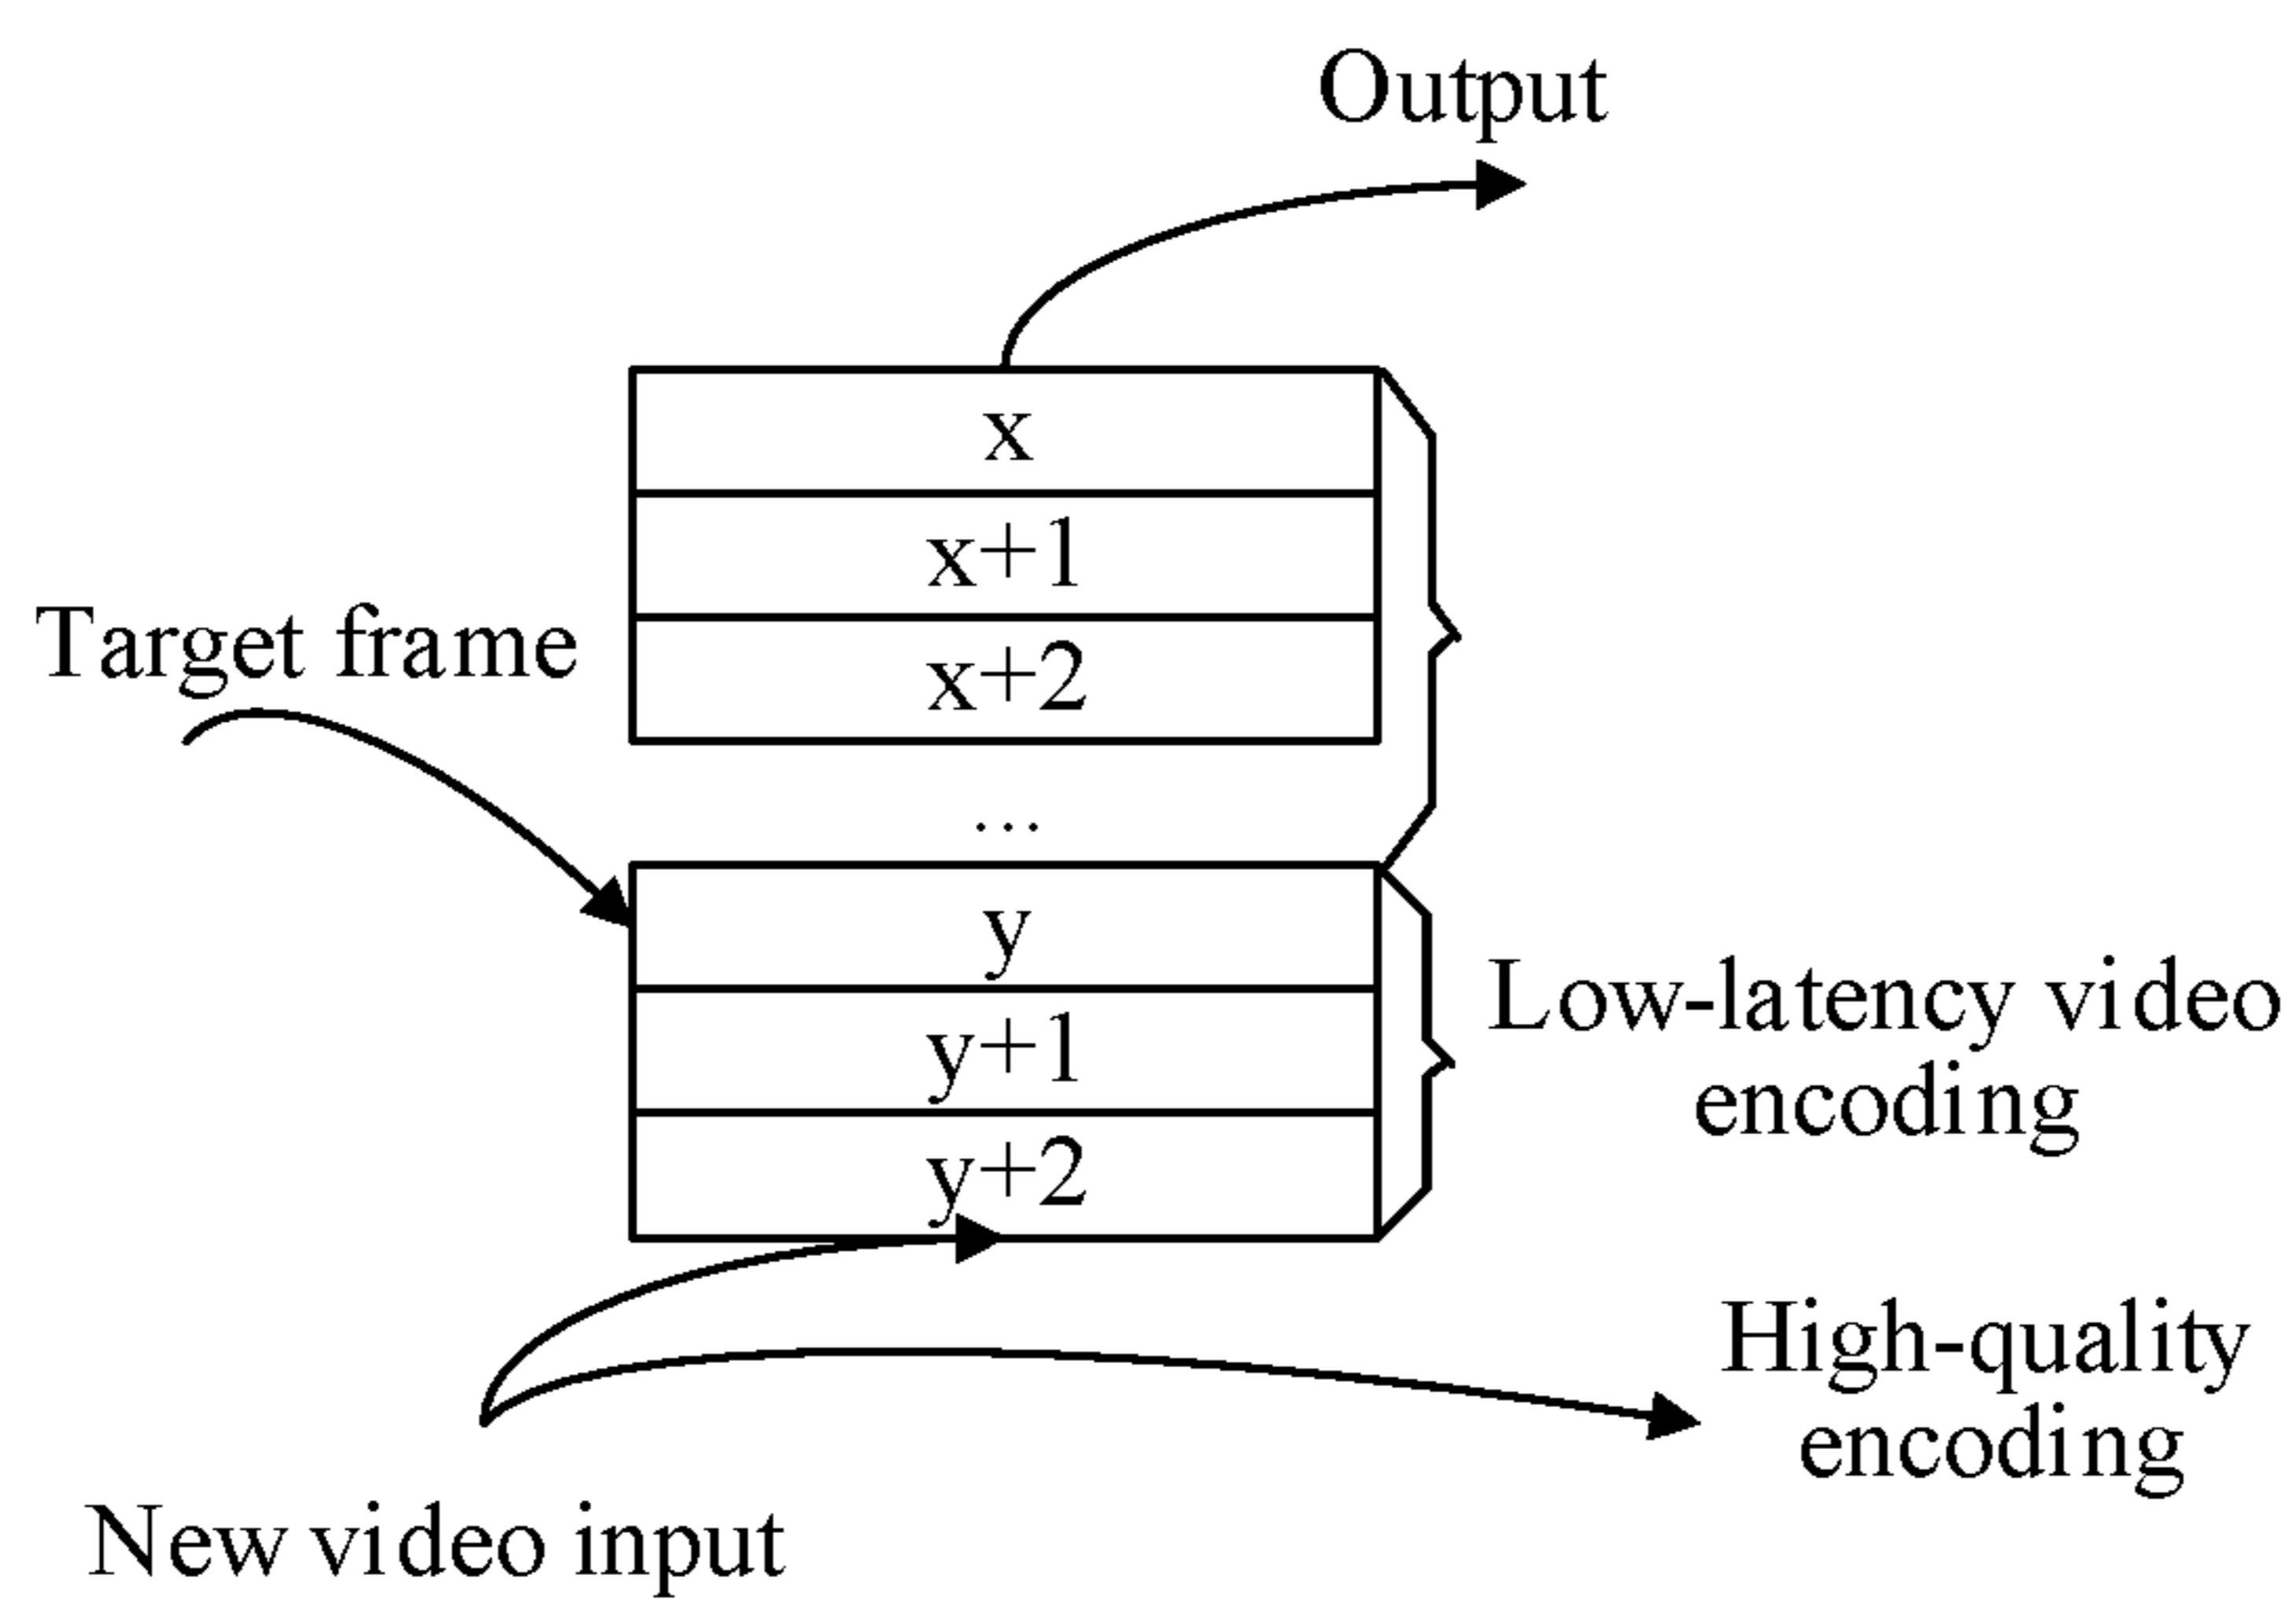 Output
x
x+1
x+2
Target frame
...
y
y+1
y+2
Low-latency video
encoding
High-quality
encoding
New video input